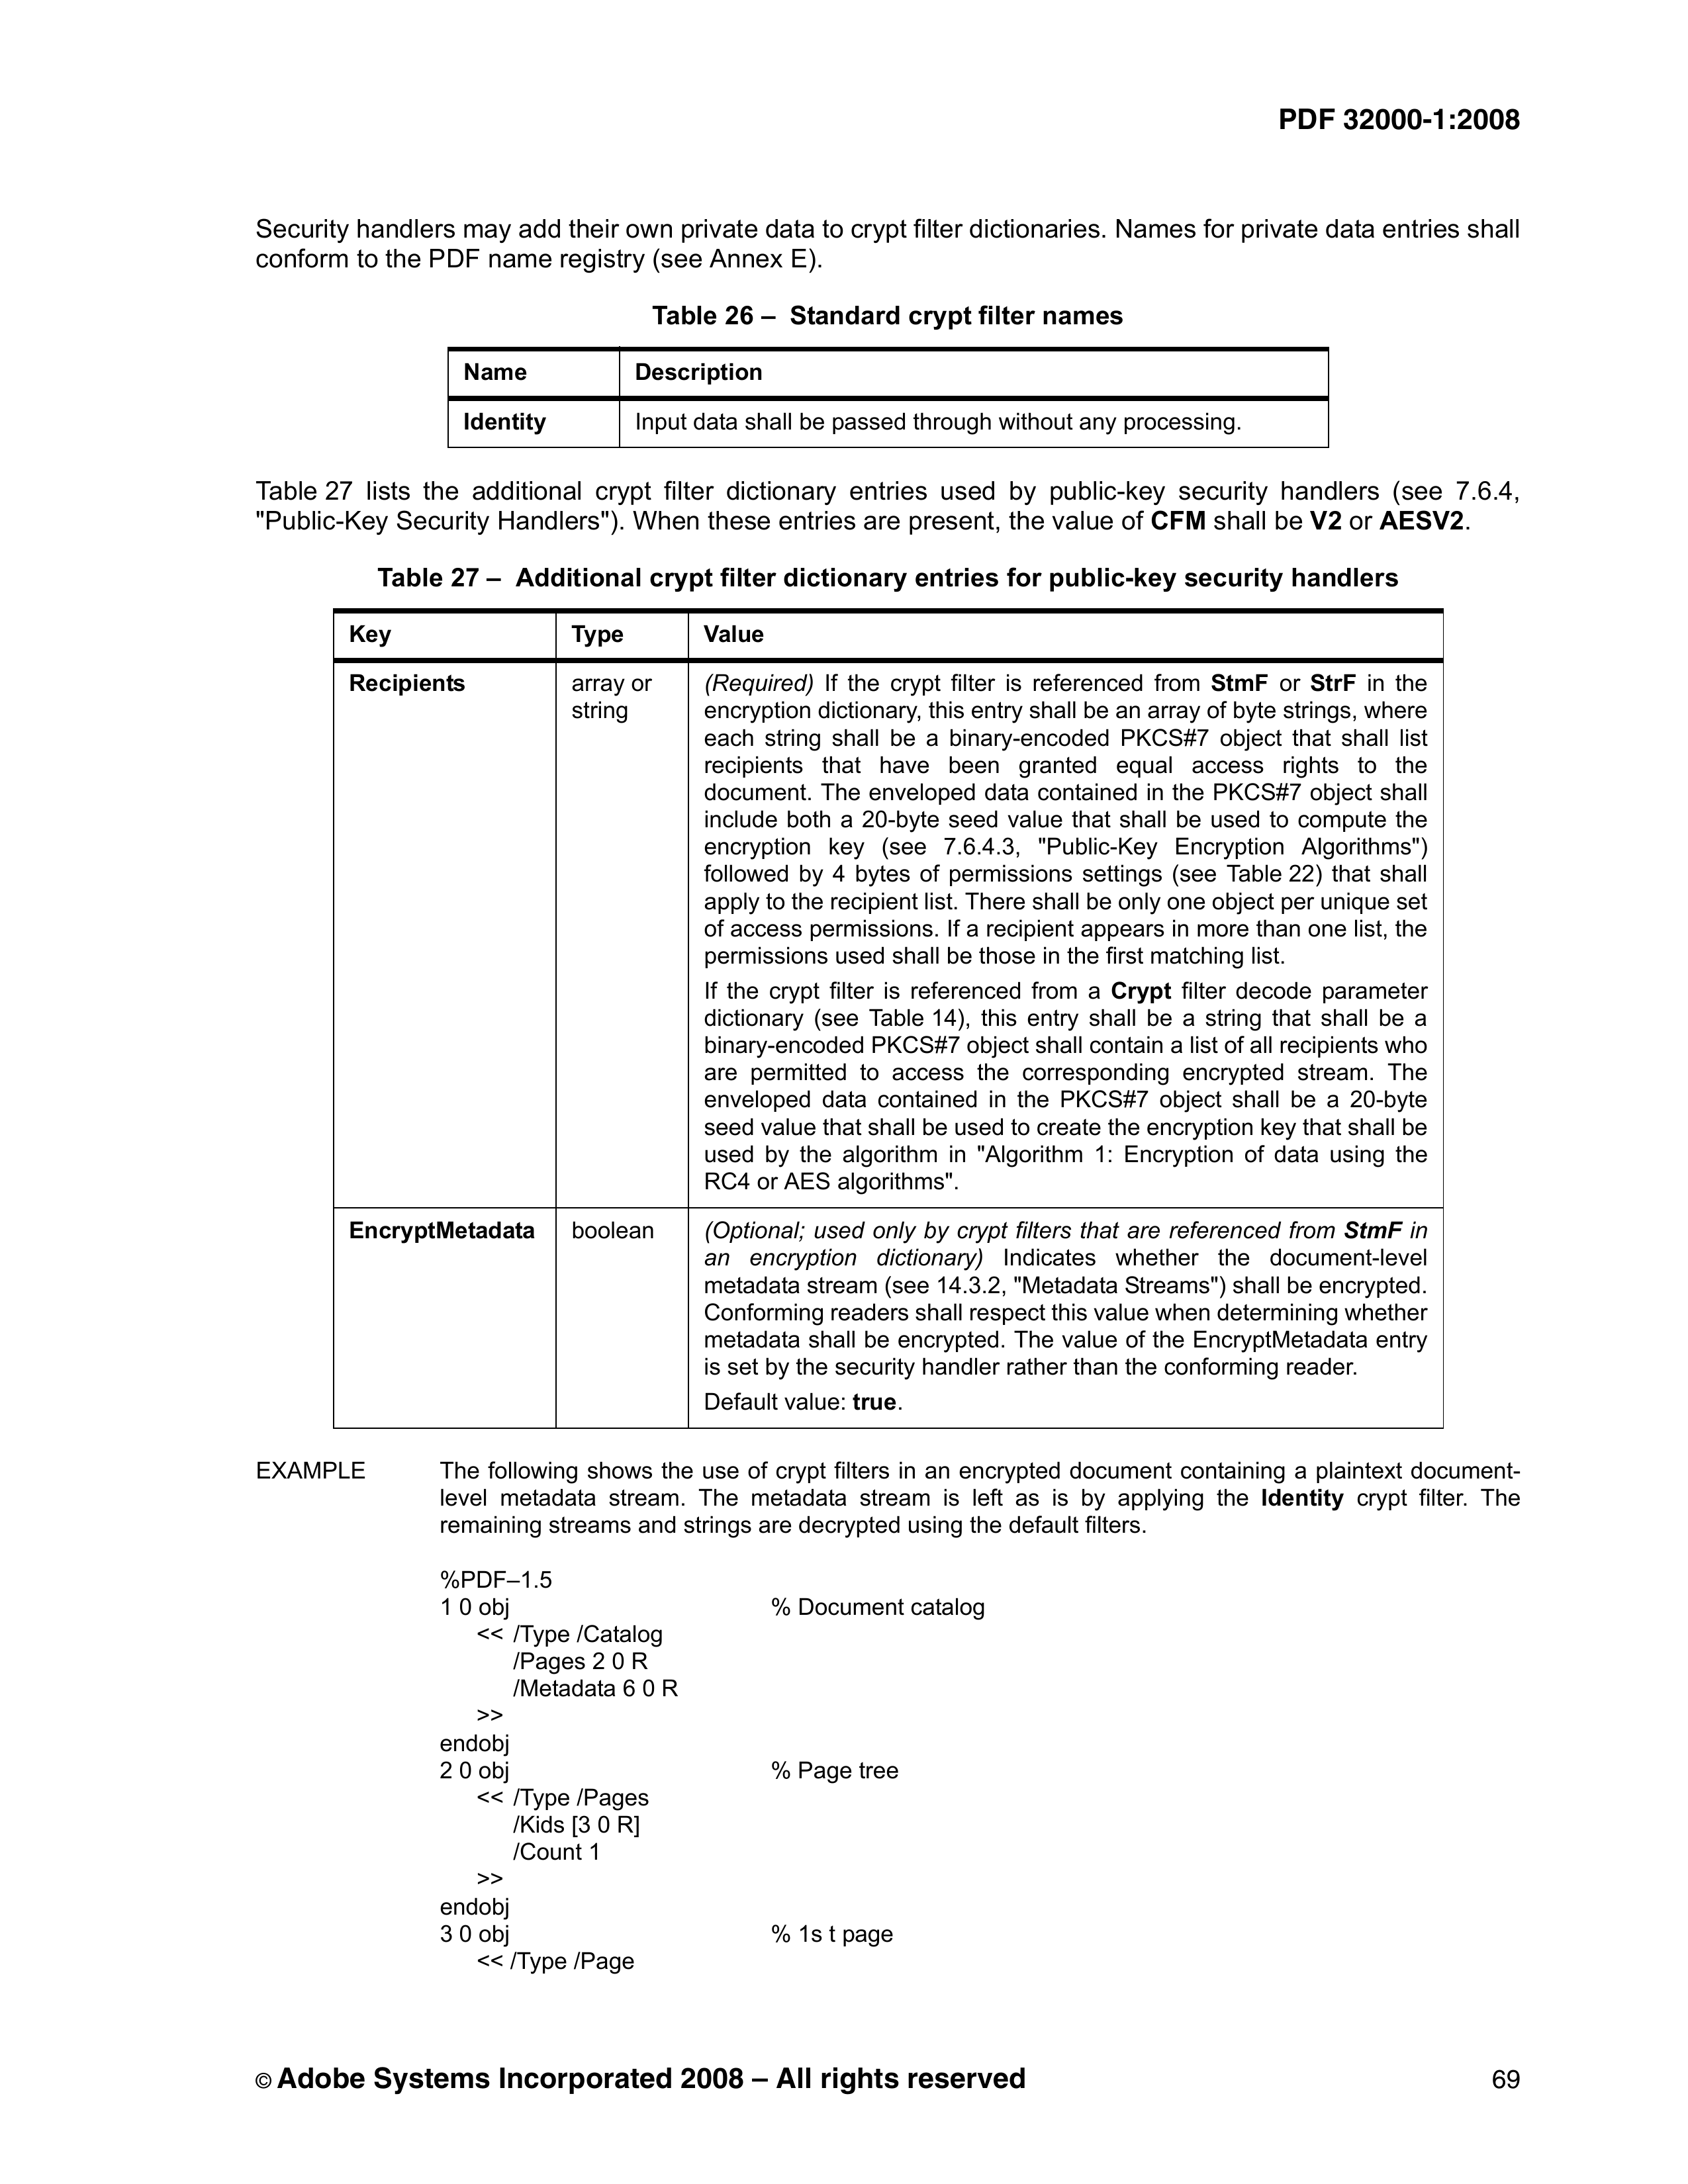 PDF 32000-1:2008
Security handlers may add their own private data to crypt filter dictionaries. Names for private data entries shall
conform to the PDF name registry (see Annex E).
Table 26 – Standard crypt filter names
Name Description
Identity Input data shall be passed through without any processing.
Table 27 lists the additional crypt filter dictionary entries used by public-key security handlers (see 7.6.4,
"Public-Key Security Handlers"). When these entries are present, the value of CFM shall be V2 or AESV2.
Table 27 – Additional crypt filter dictionary entries for public-key security handlers
Key Type Value
Recipients array or (Required) If the crypt filter is referenced from StmF or StrF in the
string encryption dictionary, this entry shall be an array of byte strings, where
each string shall be a binary-encoded PKCS#7 object that shall list
recipients that have been granted equal access rights to the
document. The enveloped data contained in the PKCS#7 object shall
include both a 20-byte seed value that shall be used to compute the
encryption key (see 7.6.4.3, "Public-Key Encryption Algorithms")
followed by 4 bytes of permissions settings (see Table 22) that shall
apply to the recipient list. There shall be only one object per unique set
of access permissions. If a recipient appears in more than one list, the
permissions used shall be those in the first matching list.
If the crypt filter is referenced from a Crypt filter decode parameter
dictionary (see Table 14), this entry shall be a string that shall be a
binary-encoded PKCS#7 object shall contain a list of all recipients who
are permitted to access the corresponding encrypted stream. The
enveloped data contained in the PKCS#7 object shall be a 20-byte
seed value that shall be used to create the encryption key that shall be
used by the algorithm in "Algorithm 1: Encryption of data using the
RC4 or AES algorithms".
EncryptMetadata boolean (Optional; used only by crypt filters that are referenced from StmF in
an encryption dictionary) Indicates whether the document-level
metadata stream (see 14.3.2, "Metadata Streams") shall be encrypted.
Conforming readers shall respect this value when determining whether
metadata shall be encrypted. The value of the EncryptMetadata entry
is set by the security handler rather than the conforming reader.
Default value: true.
EXAMPLE The following shows the use of crypt filters in an encrypted document containing a plaintext document-
level metadata stream. The metadata stream is left as is by applying the Identity crypt filter. The
remaining streams and strings are decrypted using the default filters.
%PDF–1.5
1 0 obj % Document catalog
<< /Type /Catalog
/Pages 2 0 R
/Metadata 6 0 R
>>
endobj
2 0 obj % Page tree
<< /Type /Pages
/Kids [3 0 R]
/Count 1
>>
endobj
3 0 obj % 1s t page
<< /Type /Page
© Adobe Systems Incorporated 2008 – All rights reserved 69